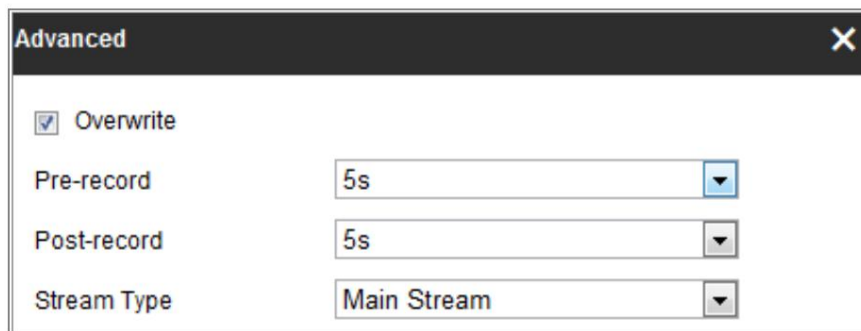 Advanced
Overwrite
Pre-record 5s
Post-record 5s
Stream Type Main Stream